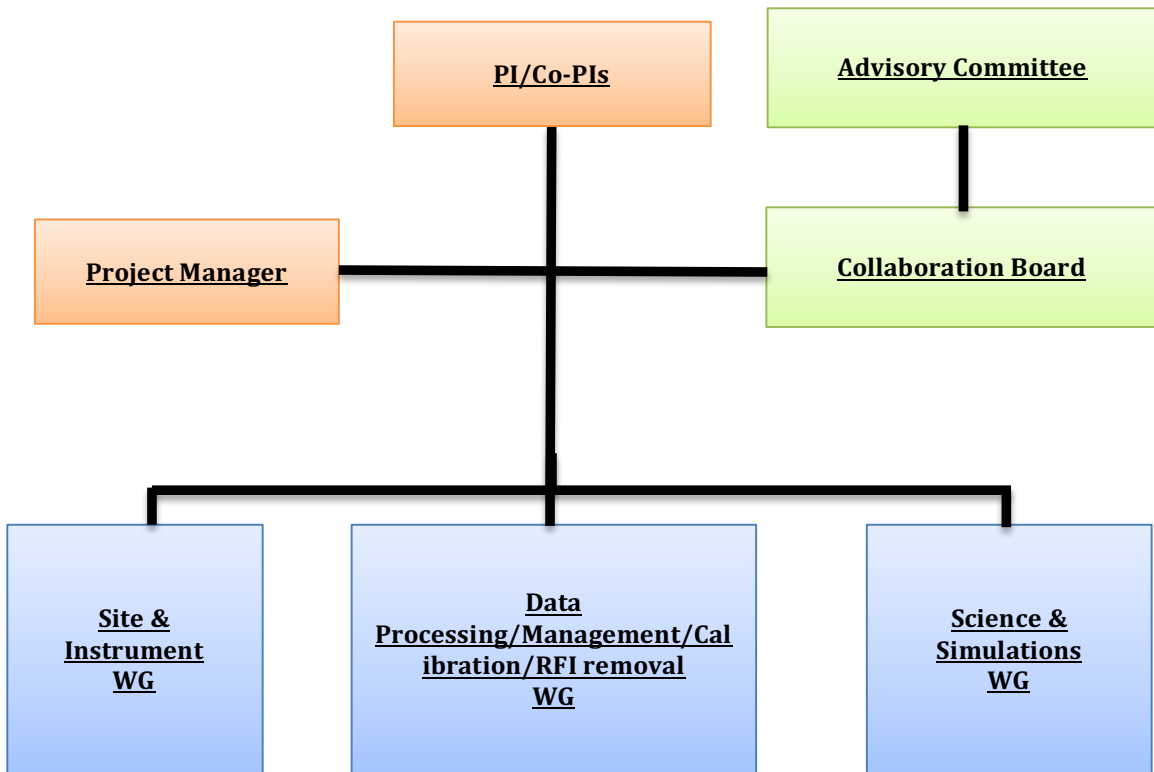 PI/Co-PIs
Advisory Committee
Project Manager
Collaboration Board
Site &
Instrument
WG
Data
Processing/Management/Cal
ibration/RFI removal
WG
Science &
Simulations
WG